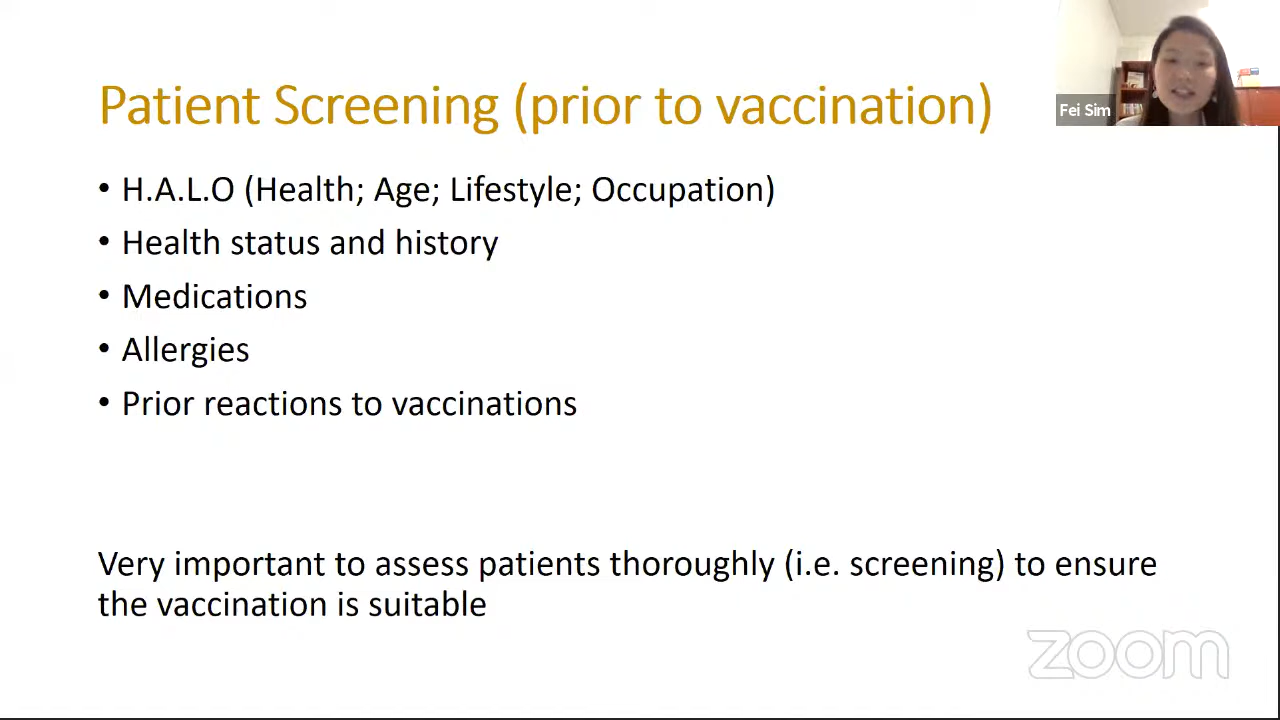 Patient Screening (prior to vaccination)
Fei Sim
• H.A.L.O (Health; Age; Lifestyle; Occupation)
• Health status and history
• Medications
• Allergies
• Prior reactions to vaccinations
Very important to assess patients thoroughly (i.e. screening) to ensure
the vaccination is suitable
zoom